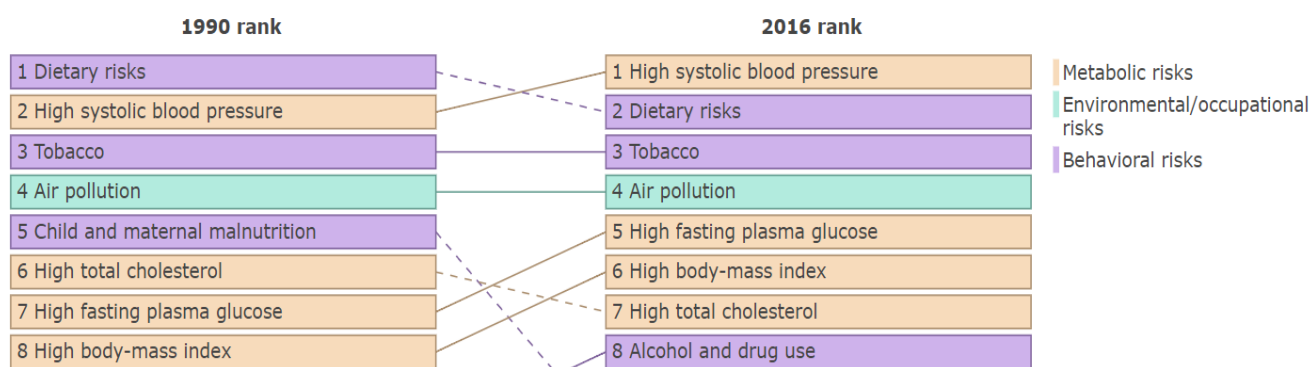 1990 rank
2016 rank
1 Dietary risks
2 High systolic blood pressure
3 Tobacco
4 Air pollution
5 Child and maternal malnutrition
6 High total cholesterol
7 High fasting plasma glucose
8 High body-mass index
1 High systolic blood pressure
2 Dietary risks
3 Tobacco
4 Air pollution
5 High fasting plasma glucose
6 High body-mass index
7 High total cholesterol
8 Alcohol and drug use
Metabolic risks
Environmental/occupational
risks
Behavioral risks